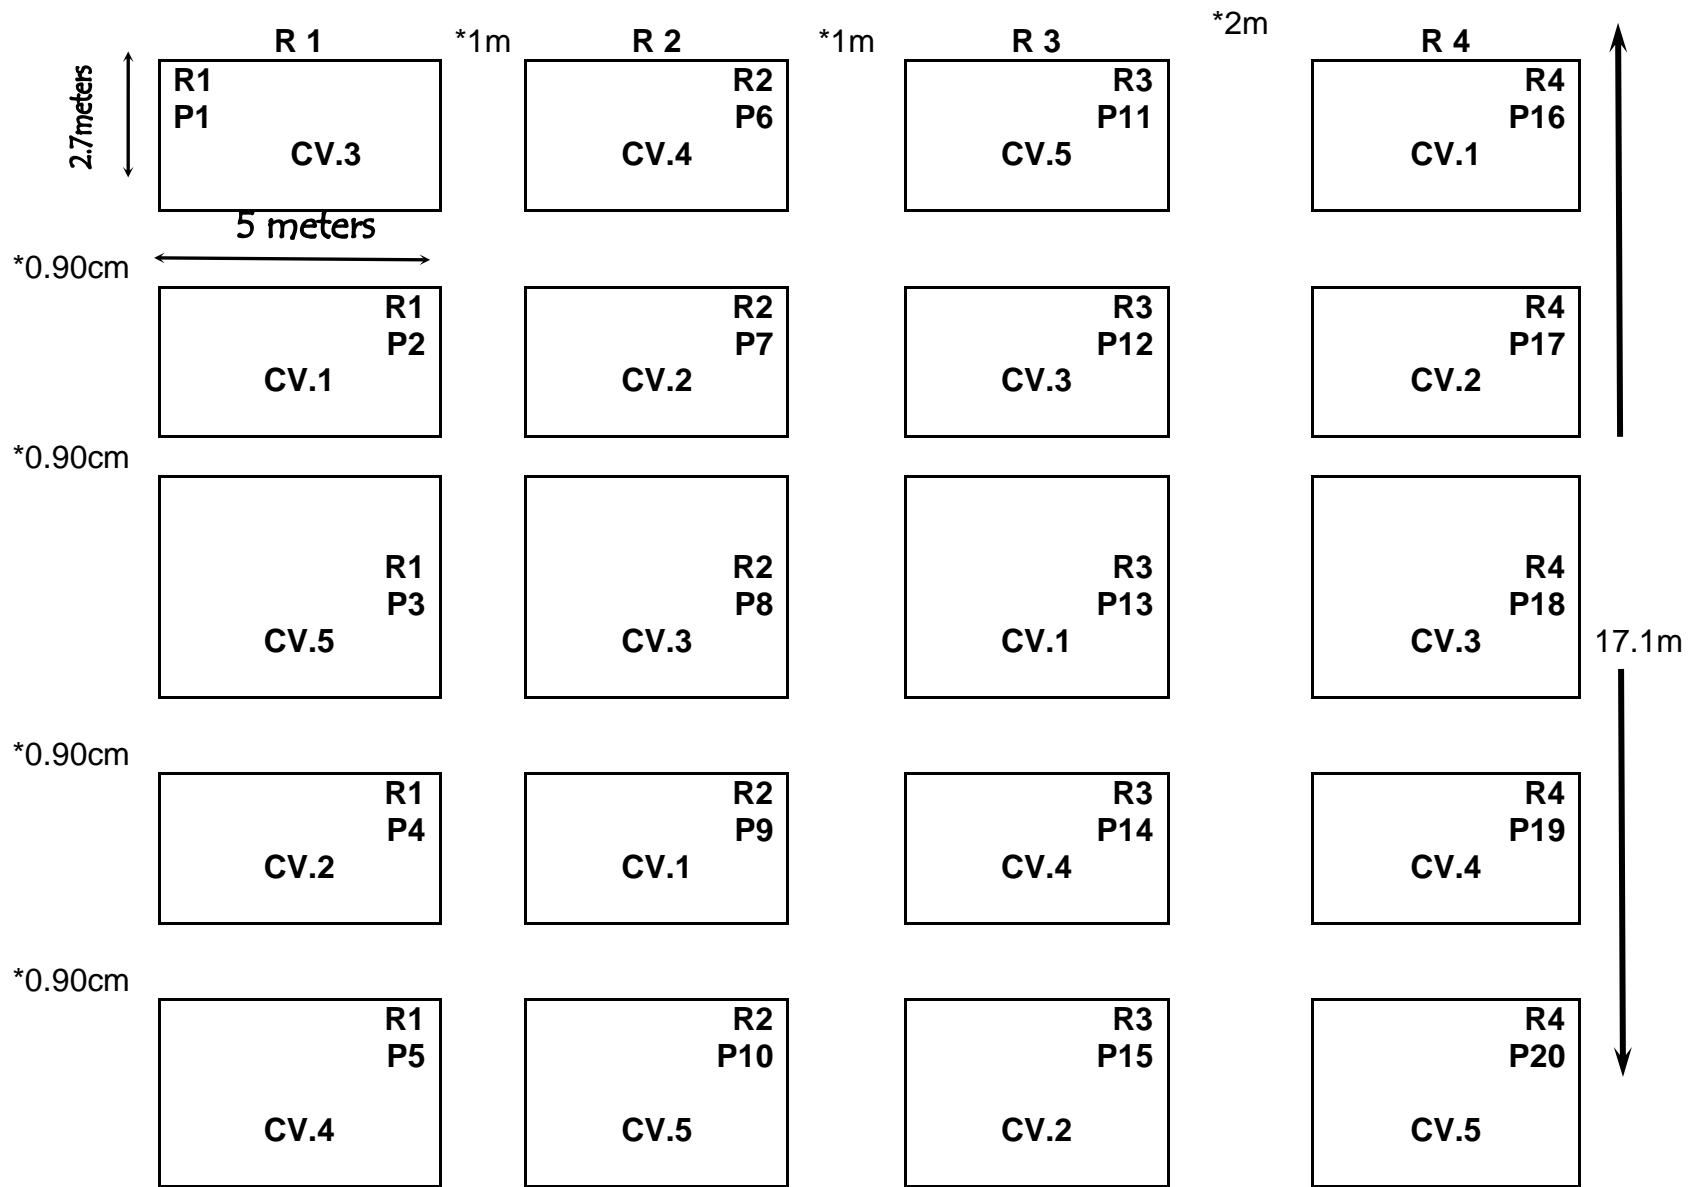 *2m
R 1 *1m R 2 *1m R 3 R 4
2.7meters
R1 R2 R3 R4
P1 P6 P11 P16
CV.3 CV.4 CV.5 CV.1
5 meters
*0.90cm
R1 R2 R3 R4
P2 P7 P12 P17
CV.1 CV.2 CV.3 CV.2
*0.90cm
R1 R2 R3 R4
P3 P8 P13 P18
CV.5 CV.3 CV.1 CV.3 17.1m
*0.90cm
R1 R2 R3 R4
P4 P9 P14 P19
CV.2 CV.1 CV.4 CV.4
*0.90cm
R1 R2 R3 R4
P5 P10 P15 P20
CV.4 CV.5 CV.2 CV.5